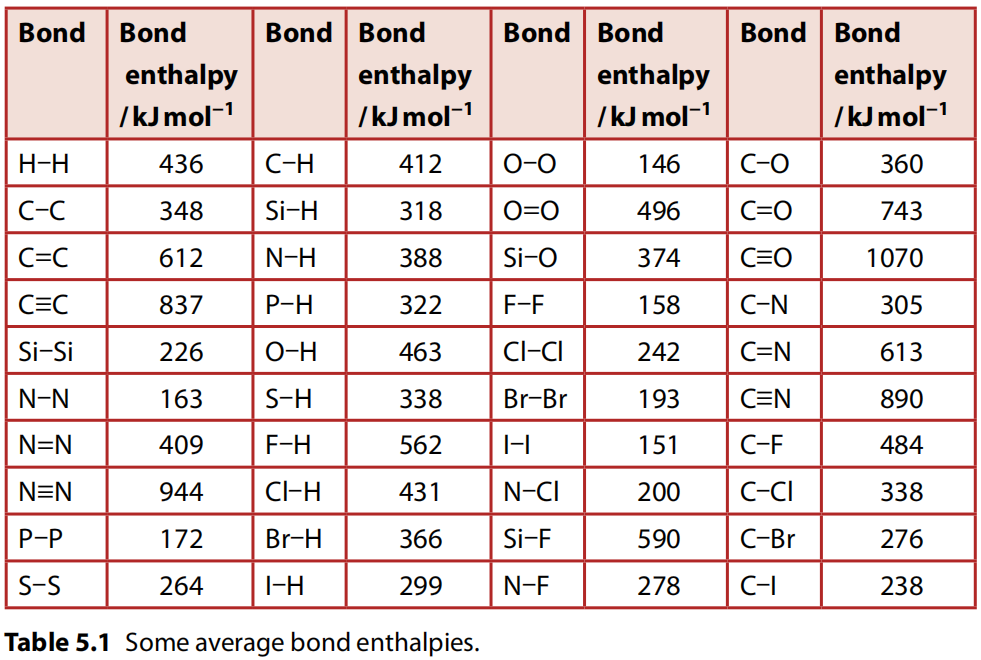 Bond Bond enthalpy /kJ mol⁻¹ Bond Bond enthalpy /kJ mol⁻¹ Bond Bond enthalpy /kJ mol⁻¹ Bond Bond enthalpy /kJ mol⁻¹
H–H 436 C–H 412 O–O 146 C–O 360
C–C 348 Si–H 318 O=O 496 C=O 743
C=C 612 N–H 388 Si–O 374 C≡O 1070
C≡C 837 P–H 322 F–F 158 C–N 305
Si–Si 226 O–H 463 Cl–Cl 242 C=N 613
N–N 163 S–H 338 Br–Br 193 C≡N 890
N=N 409 F–H 562 I–I 151 C–F 484
N≡N 944 Cl–H 431 N–Cl 200 C–Cl 338
P–P 172 Br–H 366 Si–F 590 C–Br 276
S–S 264 I–H 299 N–F 278 C–I 238
Table 5.1 Some average bond enthalpies.